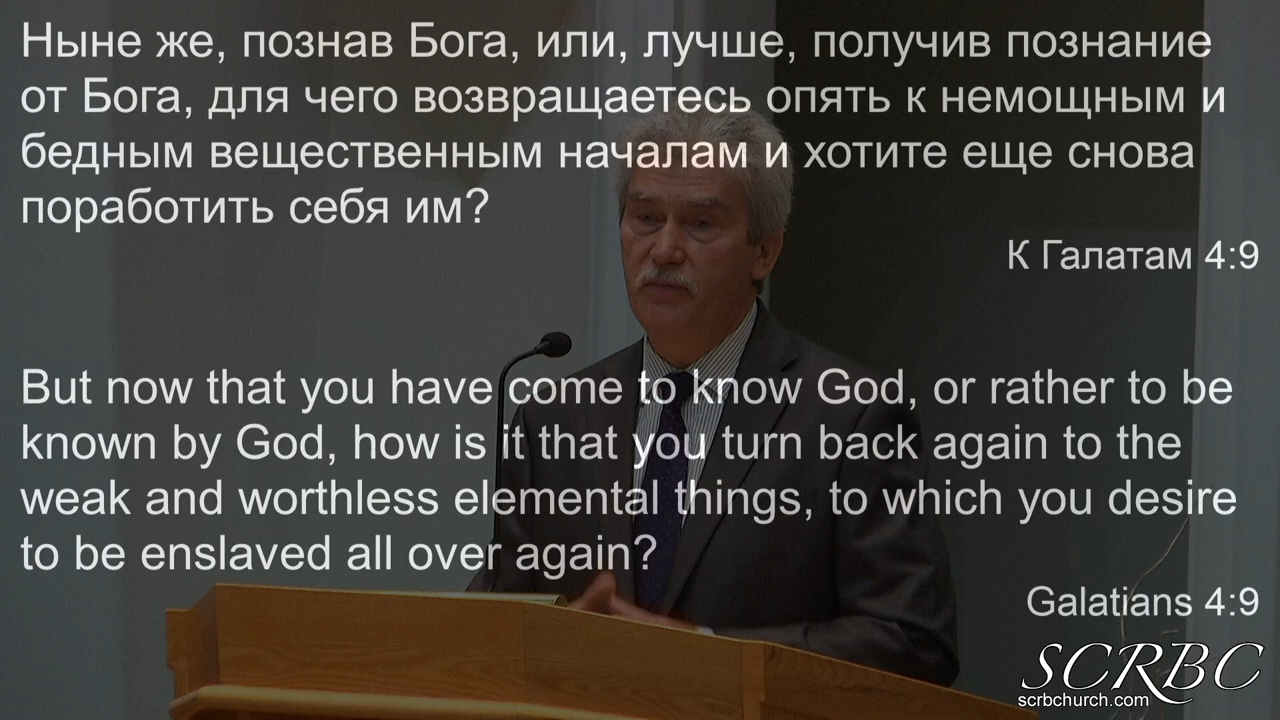 Ныне же, познав Бога, или, лучше, получив познание
от Бога, для чего возвращаетесь опять к немощным и
бедным вещественным началам и хотите еще снова
поработить себя им?
К Галатам 4:9
But now that you have come to know God, or rather to be
known by God, how is it that you turn back again to the
weak and worthless elemental things, to which you desire
to be enslaved all over again?
Galatians 4:9
SCRBC
scrbchurch.com